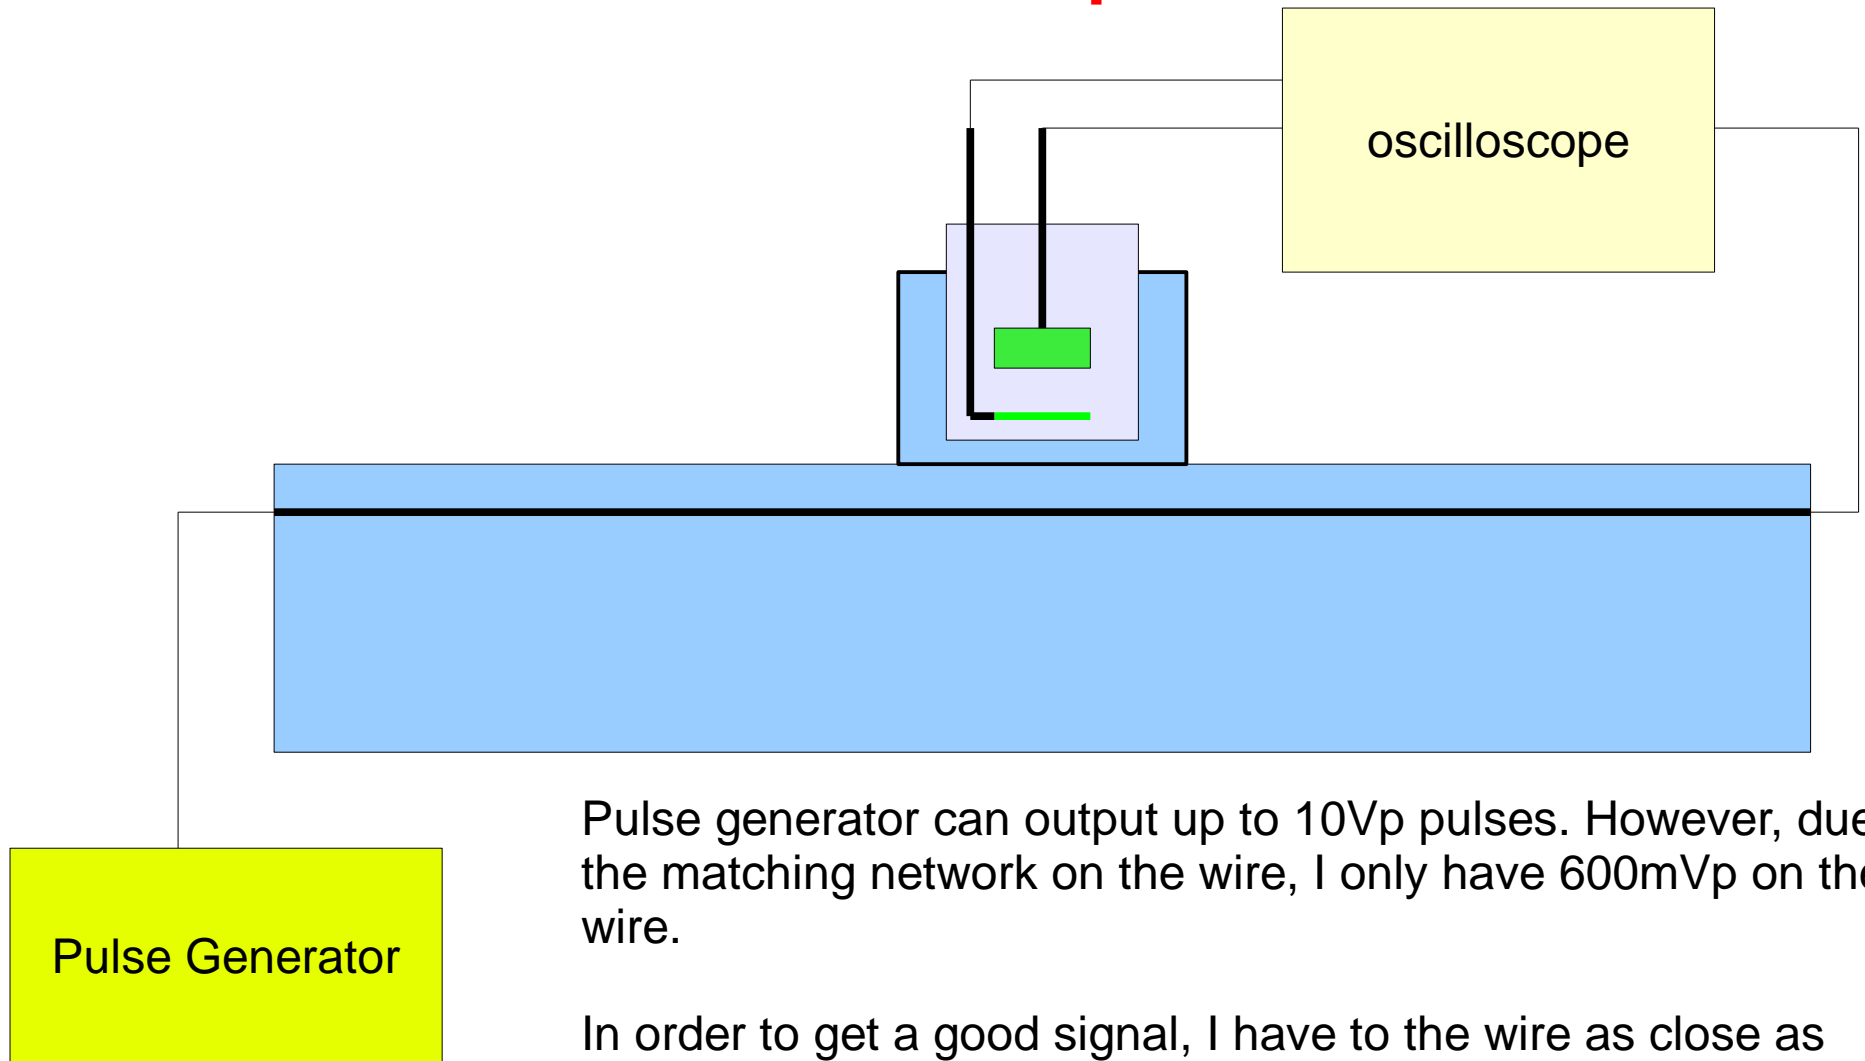 oscilloscope
Pulse generator can output up to 10Vp pulses. However, due
the matching network on the wire, I only have 600mVp on the
wire.
Pulse Generator
In order to get a good signal, I have to the wire as close as